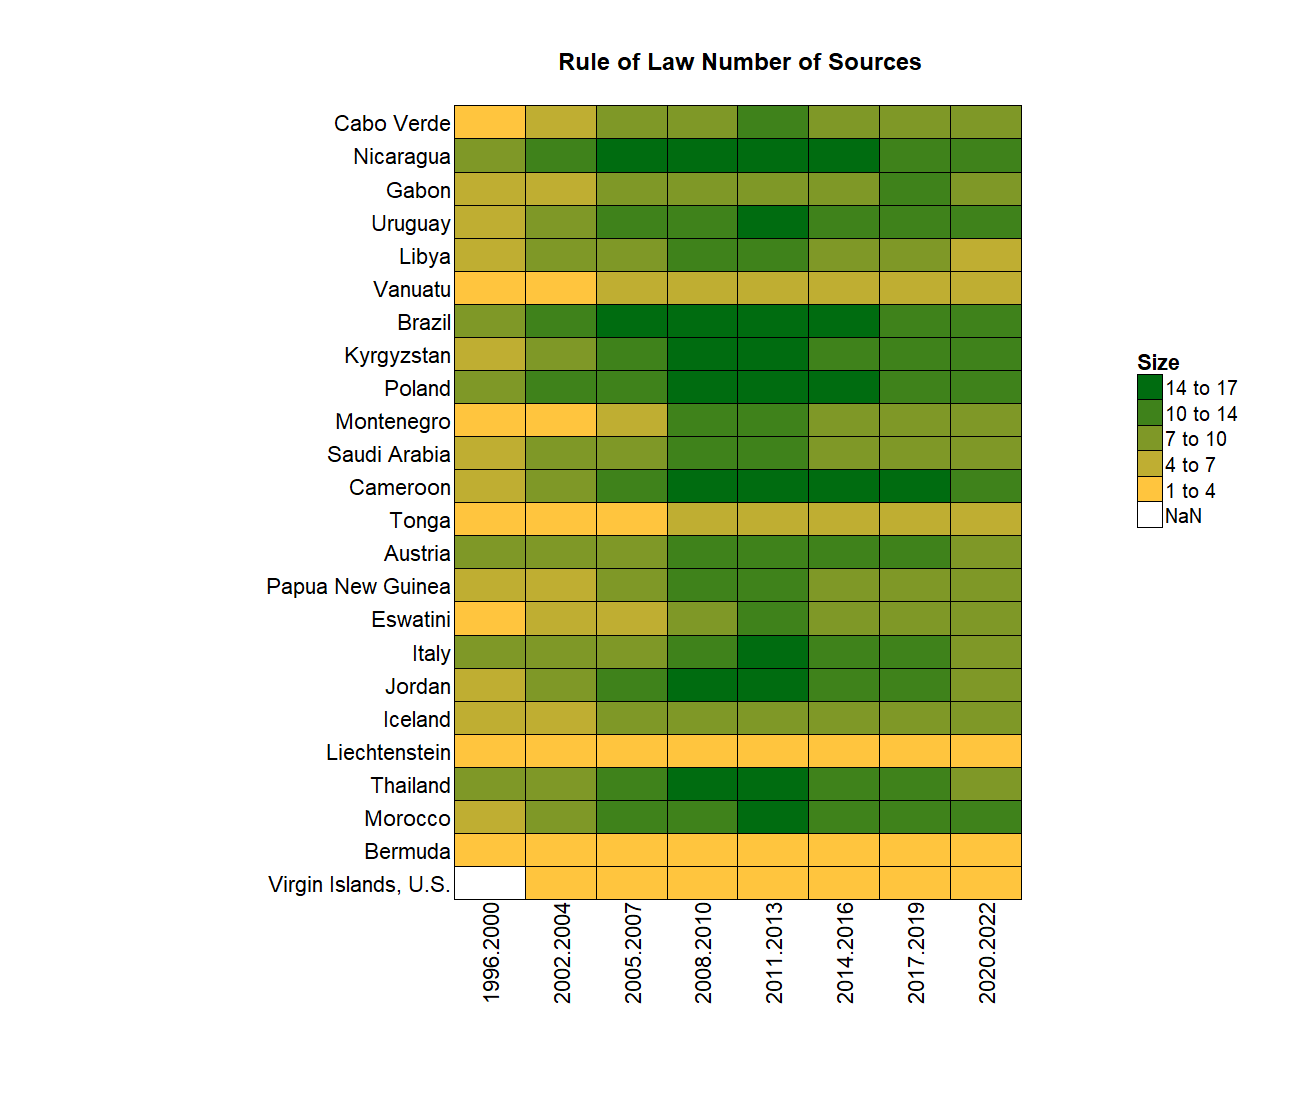 Rule of Law Number of Sources
Cabo Verde
Nicaragua
Gabon
Uruguay
Libya
Vanuatu
Brazil
Kyrgyzstan
Poland
Montenegro
Saudi Arabia
Cameroon
Tonga
Austria
Papua New Guinea
Eswatini
Italy
Jordan
Iceland
Liechtenstein
Thailand
Morocco
Bermuda
Virgin Islands, U.S.
1996.2000
2002.2004
2005.2007
2008.2010
2011.2013
2014.2016
2017.2019
2020.2022
Size
14 to 17
10 to 14
7 to 10
4 to 7
1 to 4
NaN